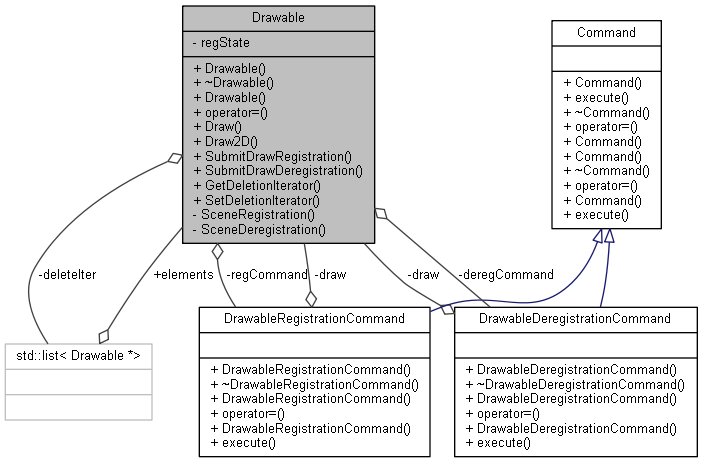 Drawable
- regState
+ Drawable()
+ ~Drawable()
+ Drawable()
+ operator=()
+ Draw()
+ Draw2D()
+ SubmitDrawRegistration()
+ SubmitDrawDeregistration()
+ GetDeletionIterator()
+ SetDeletionIterator()
- SceneRegistration()
- SceneDeregistration()
Command
+ Command()
+ execute()
+ ~Command()
+ operator=()
+ Command()
+ Command()
+ ~Command()
+ operator=()
+ Command()
+ execute()
-deleteIter
+elements
-regCommand
-draw
-draw
-deregCommand
std::list< Drawable *>
DrawableRegistrationCommand
+ DrawableRegistrationCommand()
+ ~DrawableRegistrationCommand()
+ DrawableRegistrationCommand()
+ operator=()
+ DrawableRegistrationCommand()
+ execute()
DrawableDeregistrationCommand
+ DrawableDeregistrationCommand()
+ ~DrawableDeregistrationCommand()
+ DrawableDeregistrationCommand()
+ operator=()
+ DrawableDeregistrationCommand()
+ execute()